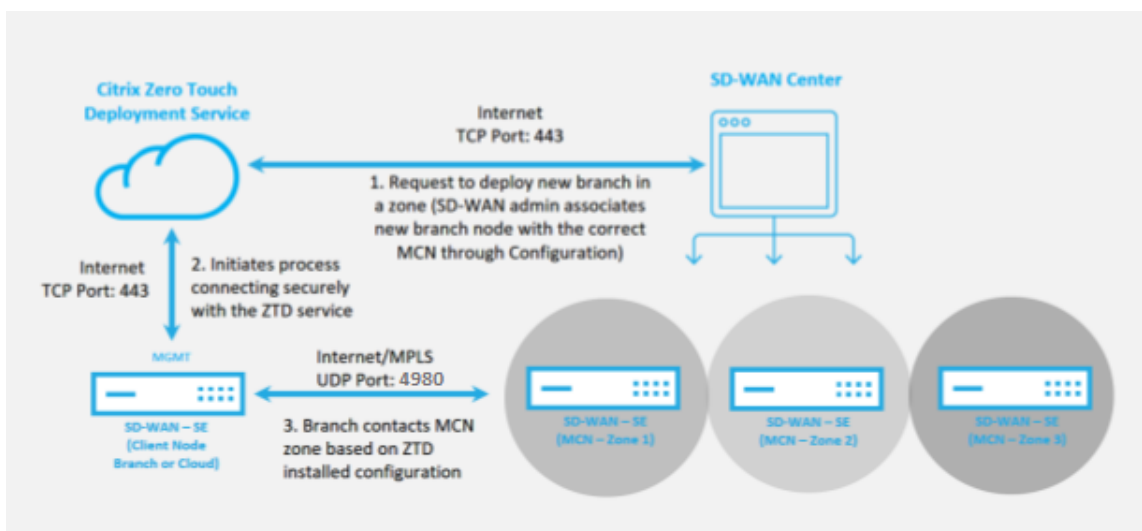 Citrix Zero Touch
Deployment Service
SD-WAN Center
Internet
TCP Port: 443
1. Request to deploy new branch in
a zone (SD-WAN admin associates
new branch node with the correct
MCN through Configuration)
Internet
TCP Port: 443
2. Initiates process
connecting securely
with the ZTD service
MGMT
SD-WAN – SE
(Client Node
Branch or Cloud)
Internet/MPLS
UDP Port: 4980
3. Branch contacts MCN
zone based on ZTD
installed configuration
SD-WAN – SE
(MCN – Zone 1)
SD-WAN – SE
(MCN – Zone 2)
SD-WAN – SE
(MCN – Zone 3)